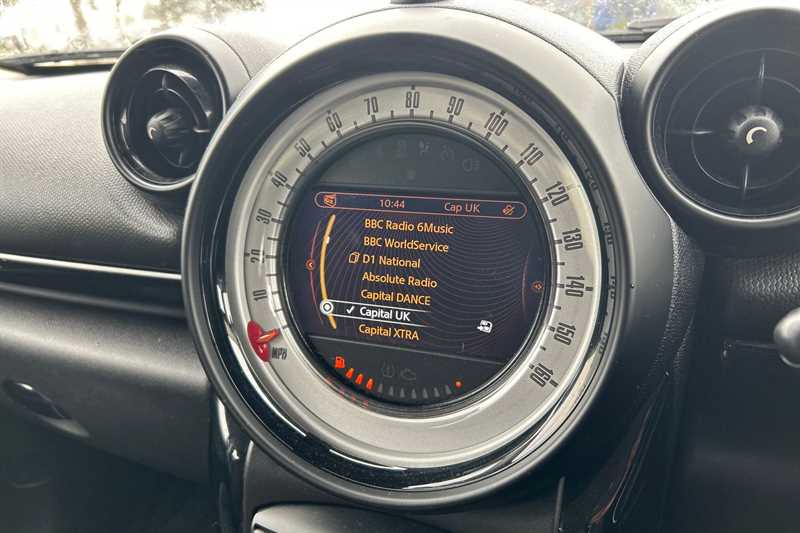 10:44 Cap UK
BBC Radio 6Music
BBC WorldService
D1 National
Absolute Radio
Capital DANCE
Capital UK
Capital XTRA
10
20
30
40
50
60
70
80
90
100
110
120
130
140
150
160
MPH